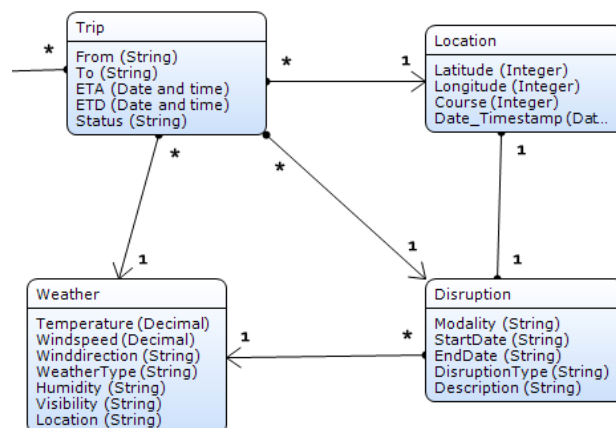 Trip
From (String)
To (String)
ETA (Date and time)
ETD (Date and time)
Status (String)
*
*
1
*
*
Location
Latitude (Integer)
Longitude (Integer)
Course (Integer)
Date_Timestamp (Dat...
1
1
1
1
Weather
Temperature (Decimal)
Windspeed (Decimal)
Winddirection (String)
WeatherType (String)
Humidity (String)
Visibility (String)
Location (String)
1
*
Disruption
Modality (String)
StartDate (String)
EndDate (String)
DisruptionType (String)
Description (String)